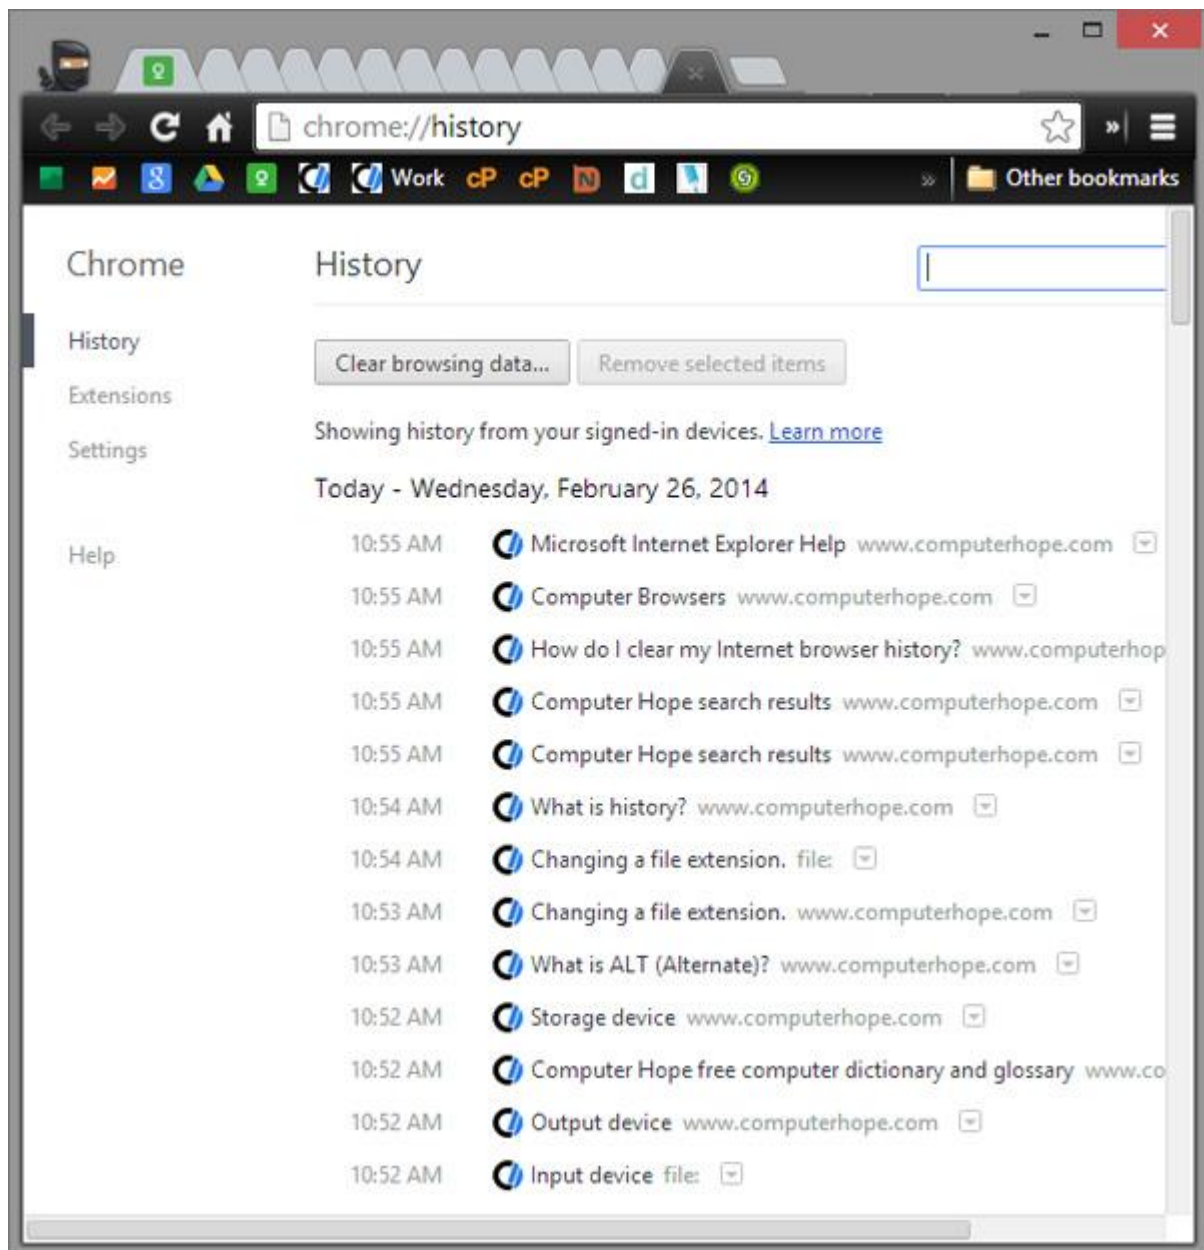 chrome://history
8 Work cP cP N d Other bookmarks
Chrome
History
History
Extensions
Settings
Help
Clear browsing data... Remove selected items
Showing history from your signed-in devices. Learn more
Today - Wednesday, February 26, 2014
10:55 AM Microsoft Internet Explorer Help www.computerhope.com
10:55 AM Computer Browsers www.computerhope.com
10:55 AM How do I clear my Internet browser history? www.computerhop
10:55 AM Computer Hope search results www.computerhope.com
10:55 AM Computer Hope search results www.computerhope.com
10:54 AM What is history? www.computerhope.com
10:54 AM Changing a file extension. file:
10:53 AM Changing a file extension. www.computerhope.com
10:53 AM What is ALT (Alternate)? www.computerhope.com
10:52 AM Storage device www.computerhope.com
10:52 AM Computer Hope free computer dictionary and glossary www.co
10:52 AM Output device www.computerhope.com
10:52 AM Input device file: